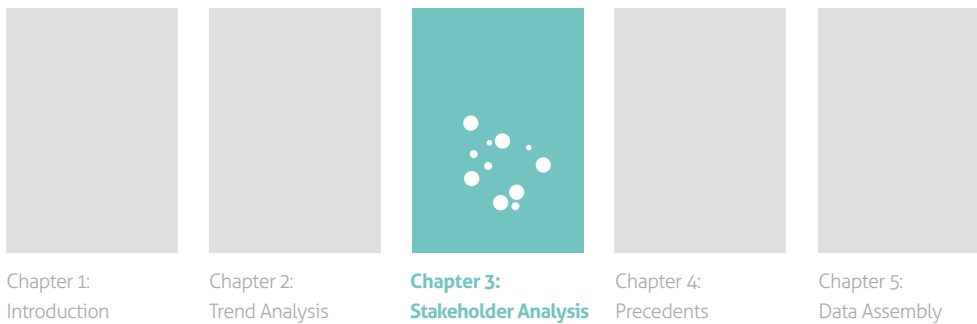 Chapter 1:
Introduction
Chapter 2:
Trend Analysis
Chapter 3:
Stakeholder Analysis
Chapter 4:
Precedents
Chapter 5:
Data Assembly